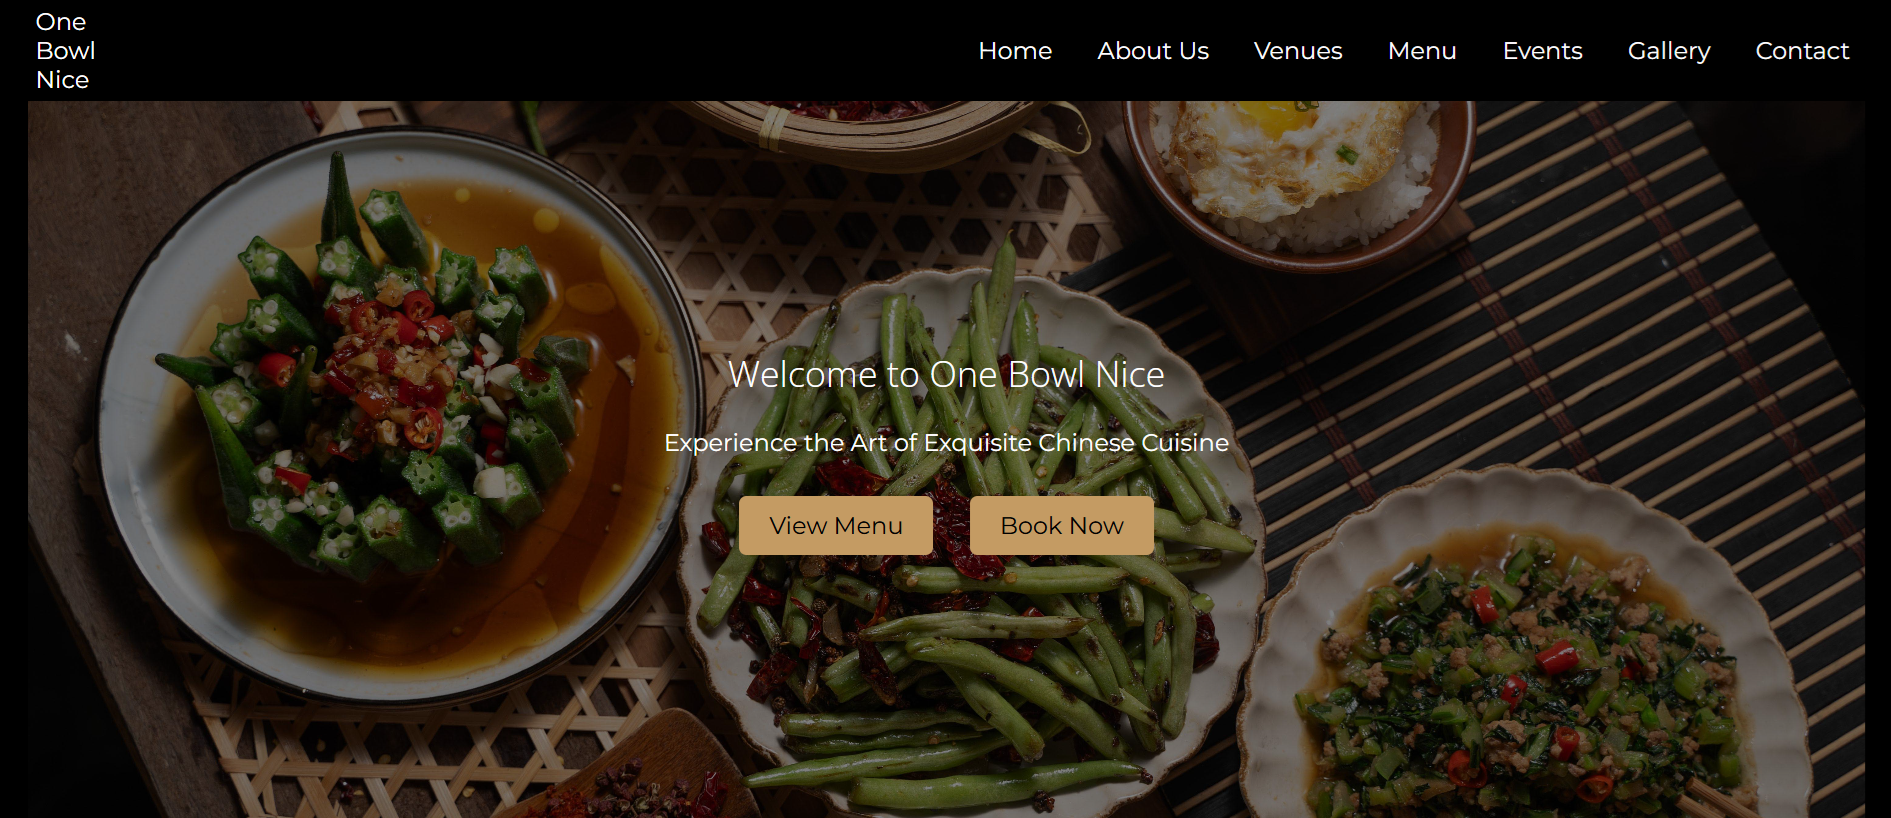 One
Bowl
Nice
Home About Us Venues Menu Events Gallery Contact
Welcome to One Bowl Nice
Experience the Art of Exquisite Chinese Cuisine
View Menu Book Now